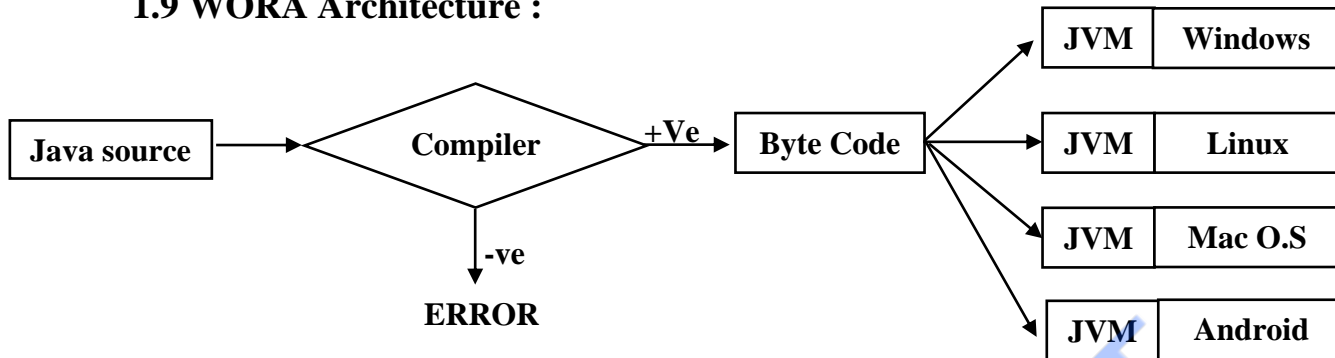 1.9 WORA Architecture :
JVM Windows
Java source
Compiler
+Ve
Byte Code
JVM Linux
-ve
JVM Mac O.S
ERROR
JVM Android